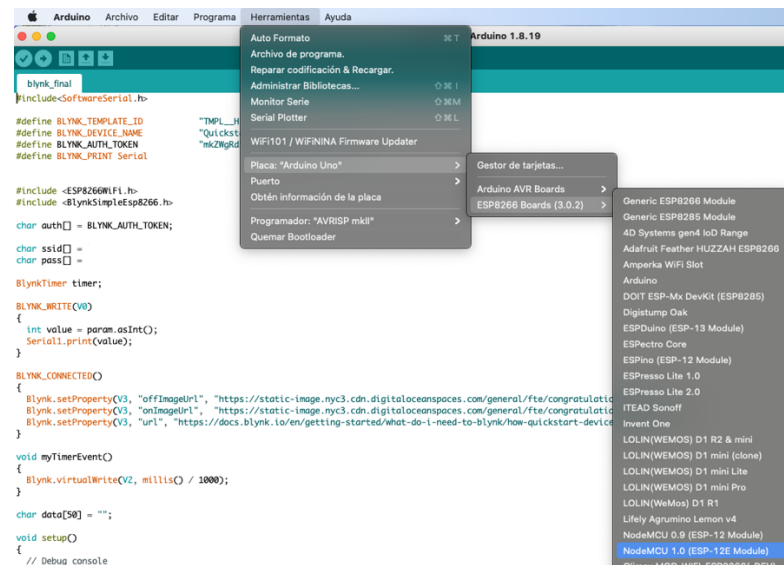 Arduino Archivo Editar Programa Herramientas Ayuda
Arduino 1.8.19
blynk_final
#include<SoftwareSerial.h>
#define BLYNK_TEMPLATE_ID "TMPL__H
#define BLYNK_DEVICE_NAME "Quickst
#define BLYNK_AUTH_TOKEN "mkZWgRd
#define BLYNK_PRINT Serial
#include <ESP8266WiFi.h>
#include <BlynkSimpleEsp8266.h>
char auth[] = BLYNK_AUTH_TOKEN;
char ssid[] =
char pass[] =
BlynkTimer timer;
BLYNK_WRITE(V0)
{
int value = param.asInt();
Serial1.print(value);
}
BLYNK_CONNECTED()
{
Blynk.setProperty(V3, "offImageUrl", "https://static-image.nyc3.cdn.digitaloceanspaces.com/general/fte/congratulatio
Blynk.setProperty(V3, "onImageUrl", "https://static-image.nyc3.cdn.digitaloceanspaces.com/general/fte/congratulatio
Blynk.setProperty(V3, "url", "https://docs.blynk.io/en/getting-started/what-do-i-need-to-blynk/how-quickstart-device
}
void myTimerEvent()
{
Blynk.virtualWrite(V2, millis() / 1000);
}
char data[50] = "";
void setup()
{
// Debug console
Auto Formato ⌘ T
Archivo de programa.
Reparar codificación & Recargar.
Administrar Bibliotecas... ⇧⌘ I
Monitor Serie ⇧⌘M
Serial Plotter ⇧⌘ L
WiFi101 / WiFiNINA Firmware Updater
Placa: "Arduino Uno"
Puerto
Obtén información de la placa
Programador: "AVRISP mkII"
Quemar Bootloader
Gestor de tarjetas...
Arduino AVR Boards
ESP8266 Boards (3.0.2)
Generic ESP8266 Module
Generic ESP8285 Module
4D Systems gen4 IoD Range
Adafruit Feather HUZZAH ESP8266
Amperka WiFi Slot
Arduino
DOIT ESP-Mx DevKit (ESP8285)
Digistump Oak
ESPDuino (ESP-13 Module)
ESPectro Core
ESPino (ESP-12 Module)
ESPresso Lite 1.0
ESPresso Lite 2.0
ITEAD Sonoff
Invent One
LOLIN(WEMOS) D1 R2 & mini
LOLIN(WEMOS) D1 mini (clone)
LOLIN(WEMOS) D1 mini Lite
LOLIN(WEMOS) D1 mini Pro
LOLIN(WeMos) D1 R1
Lifely Agrumino Lemon v4
NodeMCU 0.9 (ESP-12 Module)
NodeMCU 1.0 (ESP-12E Module)